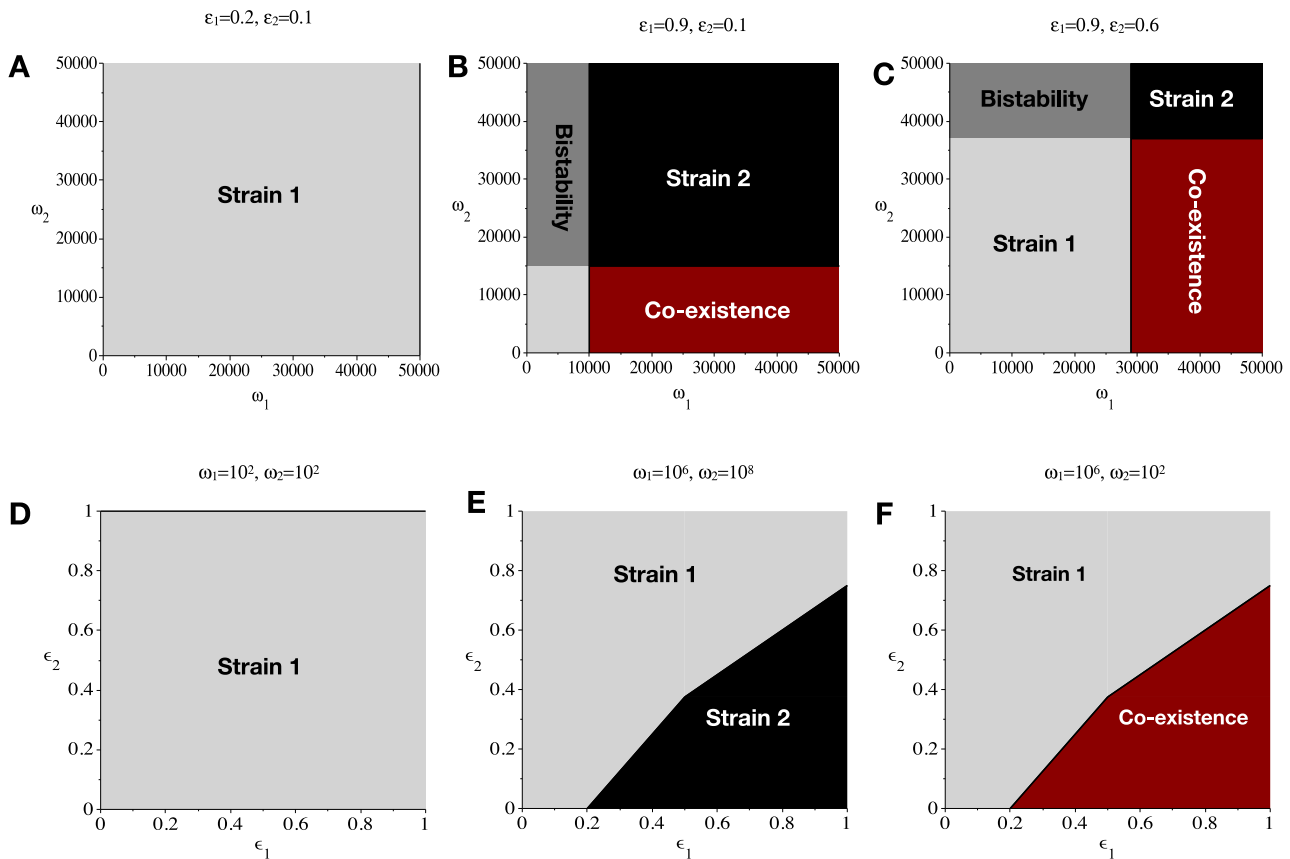 ε1=0.2, ε2=0.1
ε1=0.9, ε2=0.1
ε1=0.9, ε2=0.6
A
50000
40000
30000
20000
10000
0
ω2
Strain 1
0 10000 20000 30000 40000 50000
ω1
B
50000
40000
30000
20000
10000
0
ω2
Bistability
Strain 2
Co-existence
0 10000 20000 30000 40000 50000
ω1
C
50000
40000
30000
20000
10000
0
ω2
Bistability
Strain 2
Strain 1
Co-existence
0 10000 20000 30000 40000 50000
ω1
ω1=10², ω2=10²
ω1=10⁶, ω2=10⁸
ω1=10⁶, ω2=10²
D
1
0.8
0.6
0.4
0.2
0
ϵ2
Strain 1
0 0.2 0.4 0.6 0.8 1
ϵ1
E
1
0.8
0.6
0.4
0.2
0
ϵ2
Strain 1
Strain 2
0 0.2 0.4 0.6 0.8 1
ϵ1
F
1
0.8
0.6
0.4
0.2
0
ϵ2
Strain 1
Co-existence
0 0.2 0.4 0.6 0.8 1
ϵ1